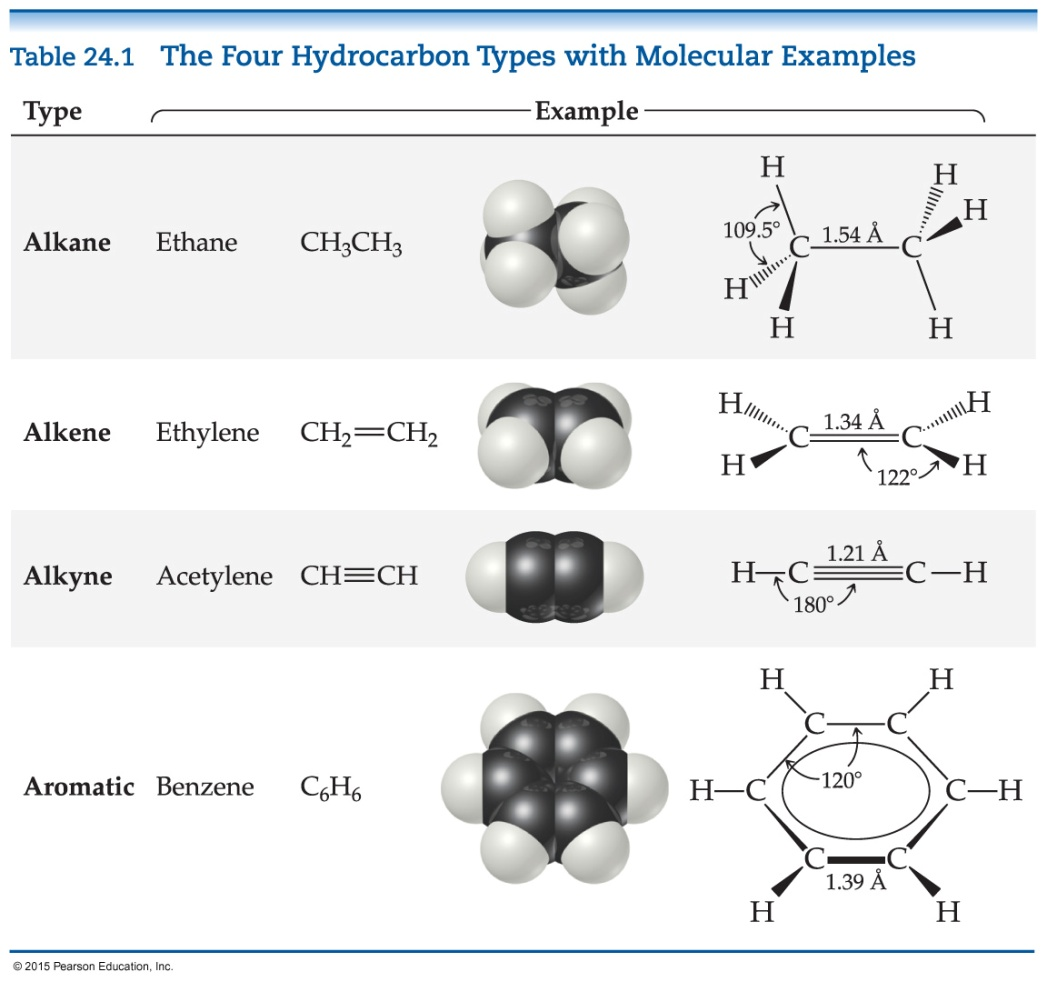 Table 24.1 The Four Hydrocarbon Types with Molecular Examples
Type Example
Alkane Ethane CH₃CH₃
H
H
H
109.5°
C 1.54 Å C
H
H
H
Alkene Ethylene CH₂=CH₂
H H
C 1.34 Å C
H H
122°
Alkyne Acetylene CH≡CH
1.21 Å
H—C≡C—H
180°
Aromatic Benzene C₆H₆
H H
C C
120°
H—C C—H
C C
1.39 Å
H H
© 2015 Pearson Education, Inc.